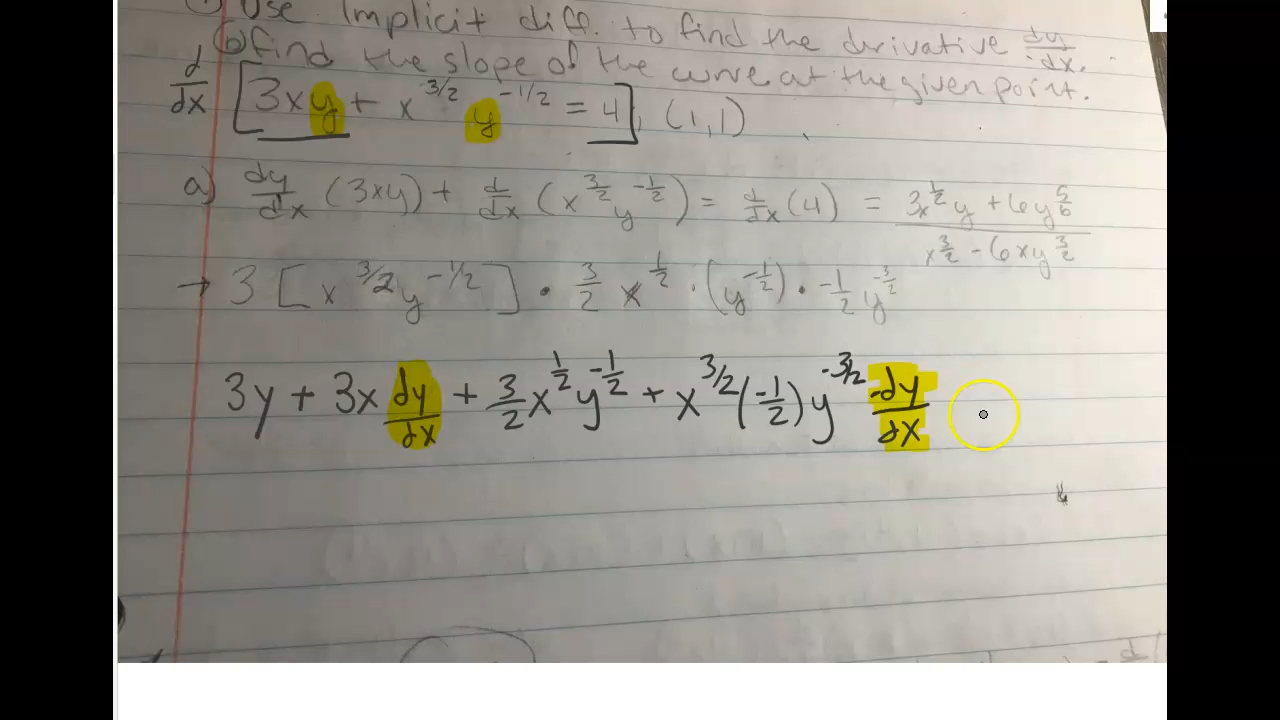 Use Implicit diff. to find the derivative dy/dx.
(b) find the slope of the curve at the given point.
d/dx [3xy + x^3/2 y^-1/2 = 4], (1,1)
a) dy/dx (3xy) + d/dx (x^3/2 y^-1/2) = d/dx (4) = (3x^1/2 y + 6y^5/6)/(x^3/2 - 6xy^3/2)
→ 3 [x^3/2 y^-1/2] · 3/2 x^1/2 · (y^-1/2) · -1/2 y^-3/2
3y + 3x dy/dx + 3/2 x^1/2 y^-1/2 + x^3/2 (-1/2) y^-3/2 dy/dx